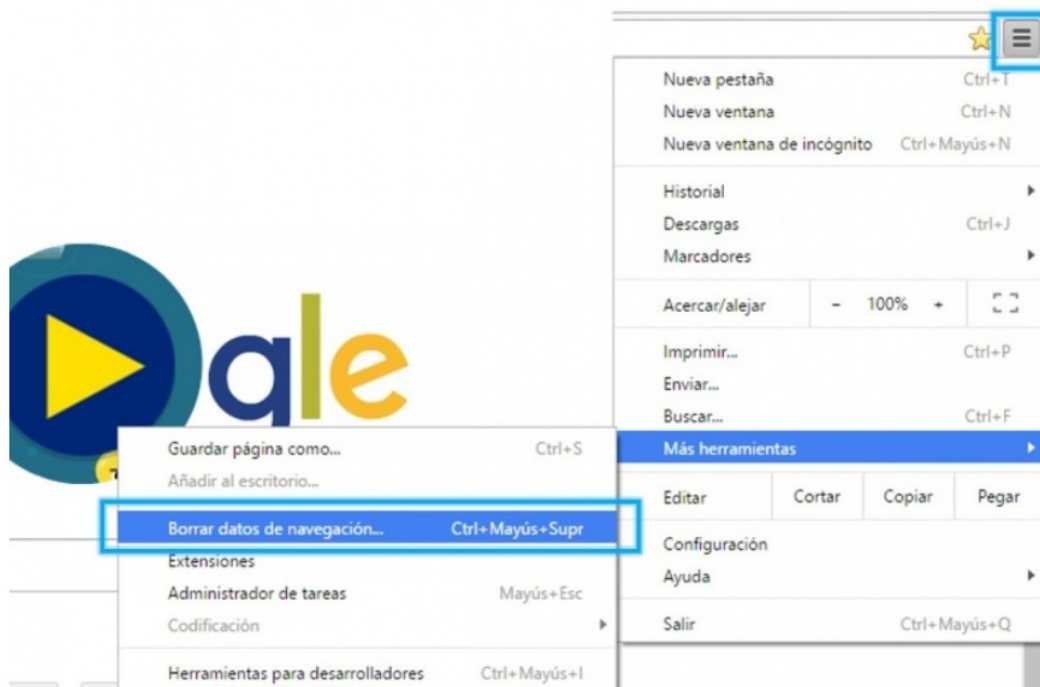 Nueva pestaña Ctrl+T
Nueva ventana Ctrl+N
Nueva ventana de incógnito Ctrl+Mayús+N
Historial
Descargas Ctrl+J
Marcadores
Acercar/alejar - 100% +
Imprimir... Ctrl+P
Enviar...
Buscar... Ctrl+F
Más herramientas
Editar Cortar Copiar Pegar
Configuración
Ayuda
Salir Ctrl+Mayús+Q
gle
Guardar página como... Ctrl+S
Añadir al escritorio...
Borrar datos de navegación... Ctrl+Mayús+Supr
Extensiones
Administrador de tareas Mayús+Esc
Codificación
Herramientas para desarrolladores Ctrl+Mayús+I